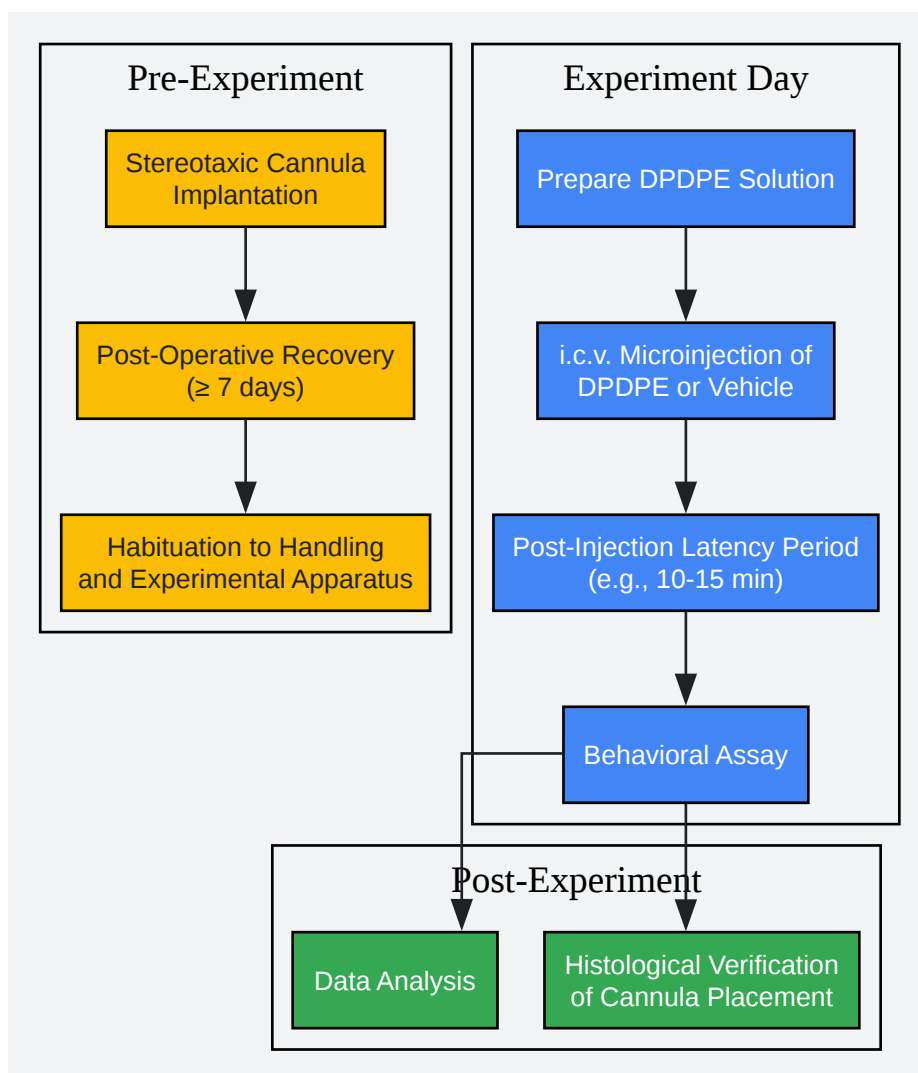 Pre-Experiment
Stereotaxic Cannula
Implantation
Post-Operative Recovery
(≥ 7 days)
Habituation to Handling
and Experimental Apparatus
Experiment Day
Prepare DPDPE Solution
i.c.v. Microinjection of
DPDPE or Vehicle
Post-Injection Latency Period
(e.g., 10-15 min)
Behavioral Assay
Post-Experiment
Data Analysis
Histological Verification
of Cannula Placement